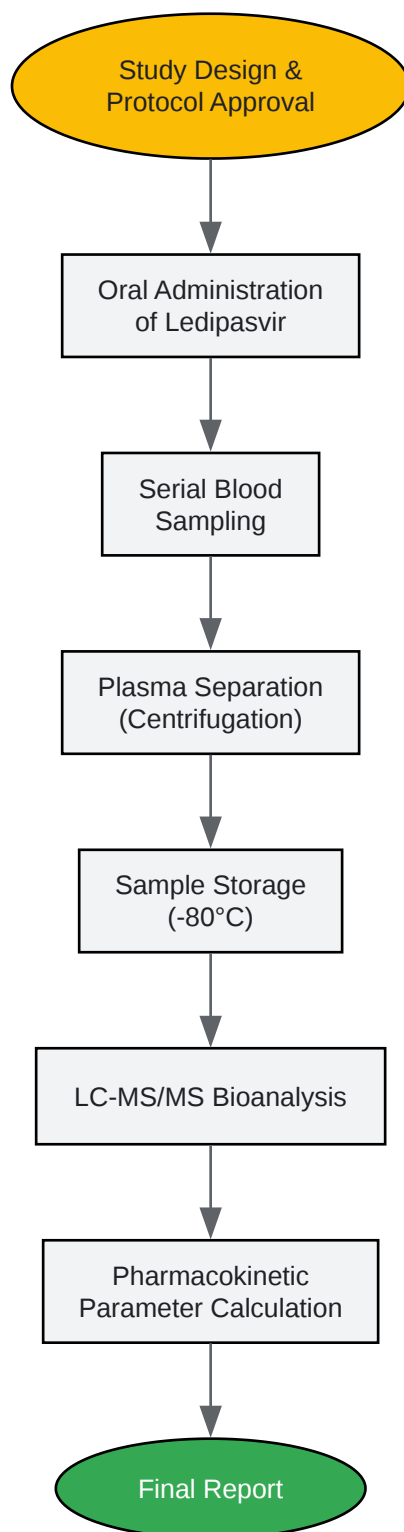 Study Design &
Protocol Approval
Oral Administration
of Ledipasvir
Serial Blood
Sampling
Plasma Separation
(Centrifugation)
Sample Storage
(-80°C)
LC-MS/MS Bioanalysis
Pharmacokinetic
Parameter Calculation
Final Report